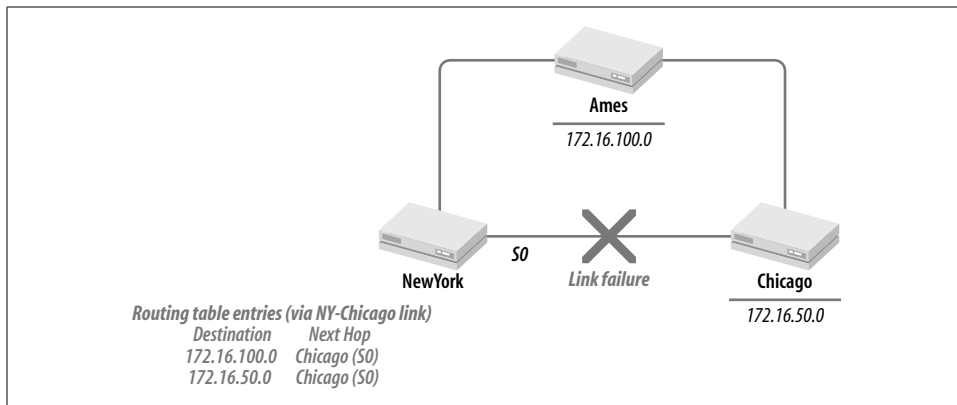 Ames
172.16.100.0
S0
NewYork
Link failure
Chicago
172.16.50.0
Routing table entries (via NY-Chicago link)
Destination Next Hop
172.16.100.0 Chicago (S0)
172.16.50.0 Chicago (S0)